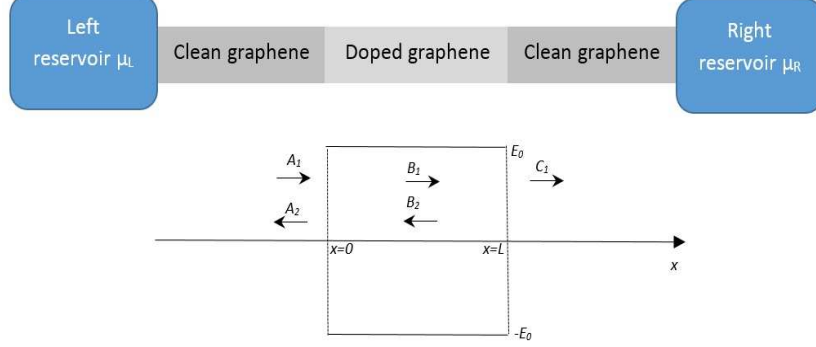 Left
reservoir μL
Clean graphene
Doped graphene
Clean graphene
Right
reservoir μR
E0
A1
B1
C1
A2
B2
x=0
x=L
x
-E0